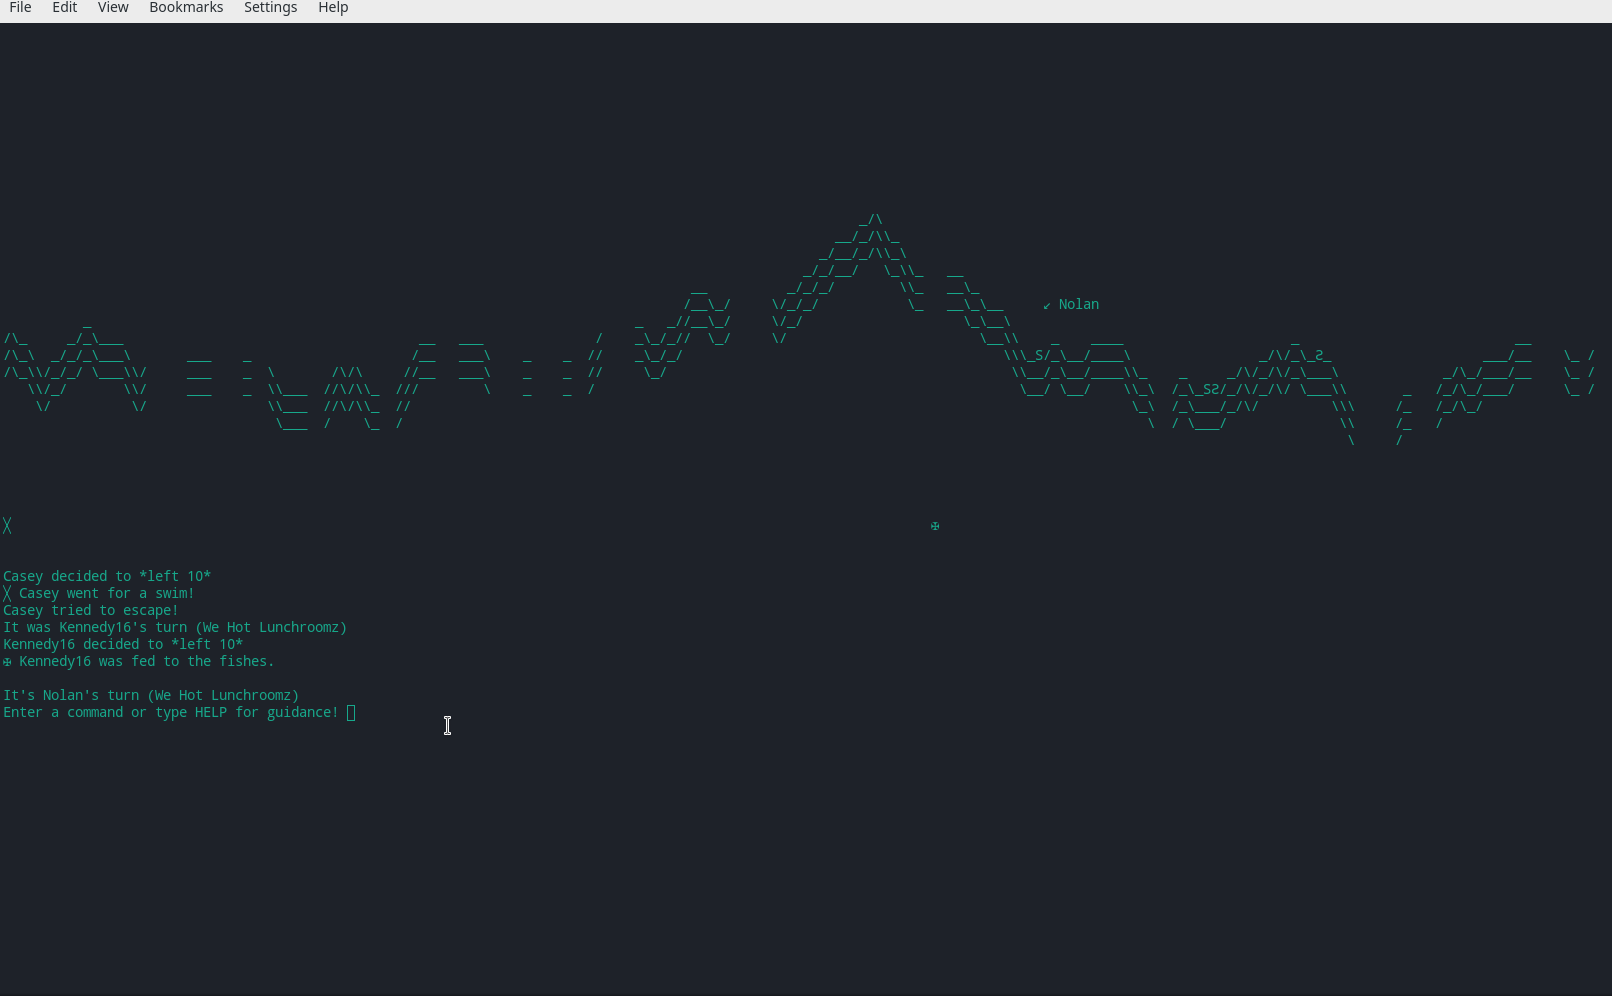 File Edit View Bookmarks Settings Help
↙ Nolan
╳ ✠
Casey decided to *left 10*
╳ Casey went for a swim!
Casey tried to escape!
It was Kennedy16's turn (We Hot Lunchroomz)
Kennedy16 decided to *left 10*
✠ Kennedy16 was fed to the fishes.
It's Nolan's turn (We Hot Lunchroomz)
Enter a command or type HELP for guidance!